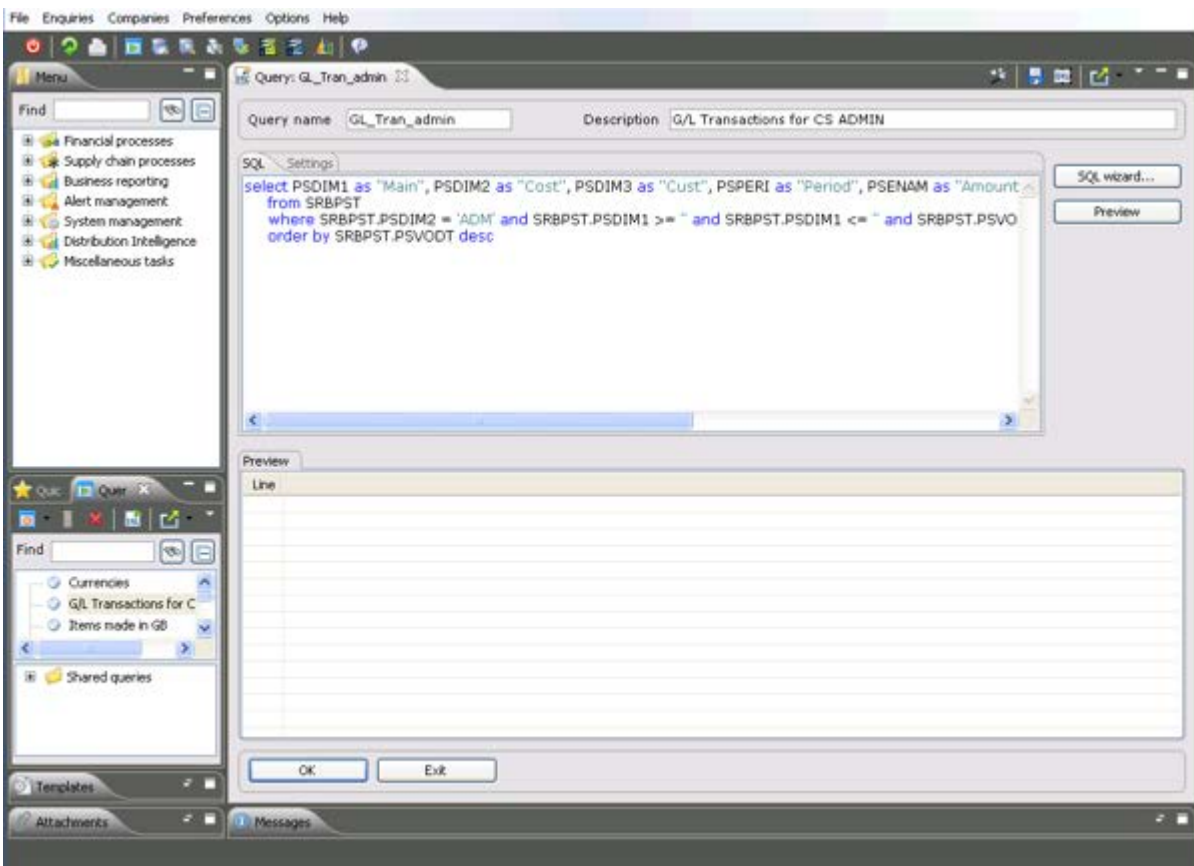 File Enquiries Companies Preferences Options Help
Menu
Query: GL_Tran_admin
Find
Financial processes
Supply chain processes
Business reporting
Alert management
System management
Distribution Intelligence
Miscellaneous tasks
Query name GL_Tran_admin Description G/L Transactions for CS ADMIN
SQL Settings
select PSDIM1 as "Main", PSDIM2 as "Cost", PSDIM3 as "Cust", PSPERI as "Period", PSENAM as "Amount
from SRBPST
where SRBPST.PSDIM2 = 'ADM' and SRBPST.PSDIM1 >= '' and SRBPST.PSDIM1 <= '' and SRBPST.PSVO
order by SRBPST.PSVODT desc
SQL wizard...
Preview
Preview
Line
Quic Quer
Find
Currencies
G/L Transactions for C
Items made in GB
Shared queries
OK Exit
Templates
Attachments
Messages